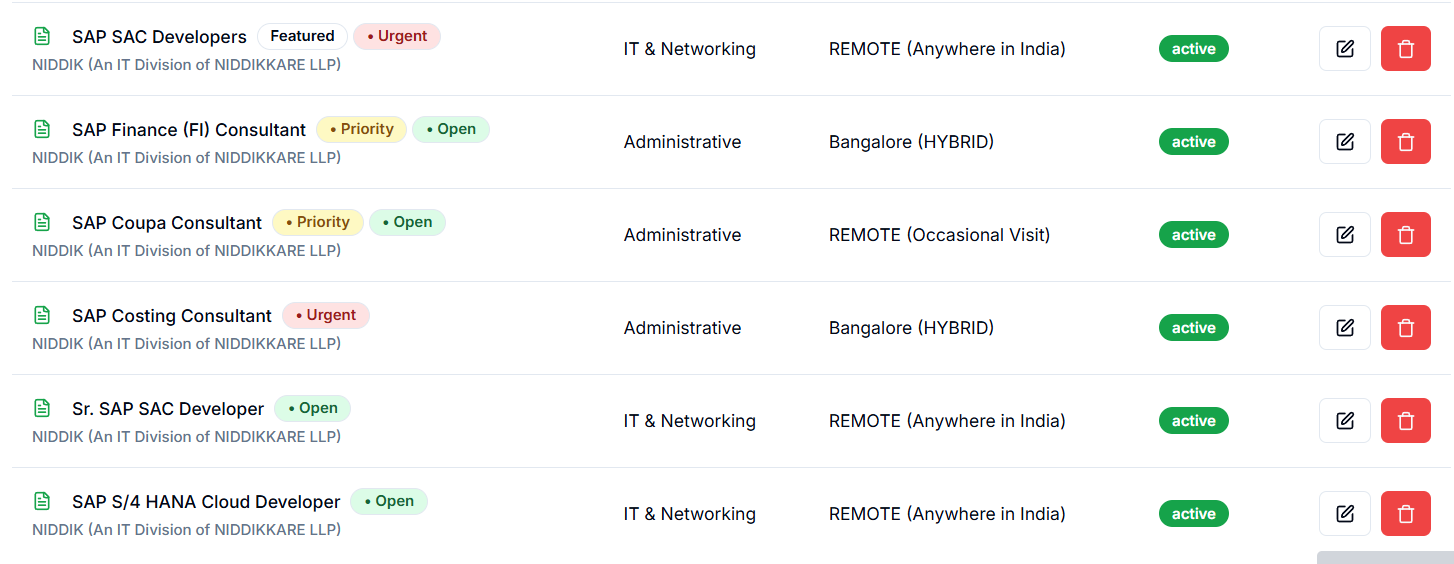 SAP SAC Developers Featured • Urgent
NIDDIK (An IT Division of NIDDIKKARE LLP)
IT & Networking
REMOTE (Anywhere in India)
active
SAP Finance (FI) Consultant • Priority • Open
NIDDIK (An IT Division of NIDDIKKARE LLP)
Administrative
Bangalore (HYBRID)
active
SAP Coupa Consultant • Priority • Open
NIDDIK (An IT Division of NIDDIKKARE LLP)
Administrative
REMOTE (Occasional Visit)
active
SAP Costing Consultant • Urgent
NIDDIK (An IT Division of NIDDIKKARE LLP)
Administrative
Bangalore (HYBRID)
active
Sr. SAP SAC Developer • Open
NIDDIK (An IT Division of NIDDIKKARE LLP)
IT & Networking
REMOTE (Anywhere in India)
active
SAP S/4 HANA Cloud Developer • Open
NIDDIK (An IT Division of NIDDIKKARE LLP)
IT & Networking
REMOTE (Anywhere in India)
active